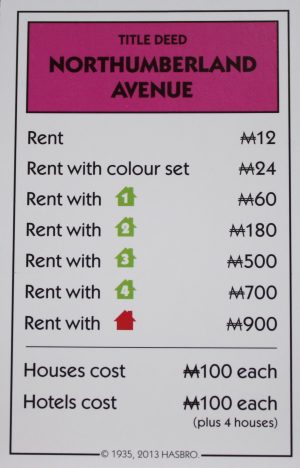 TITLE DEED
NORTHUMBERLAND
AVENUE
Rent ₩12
Rent with colour set ₩24
Rent with 1 ₩60
Rent with 2 ₩180
Rent with 3 ₩500
Rent with 4 ₩700
Rent with ₩900
Houses cost ₩100 each
Hotels cost ₩100 each
(plus 4 houses)
© 1935, 2013 HASBRO.